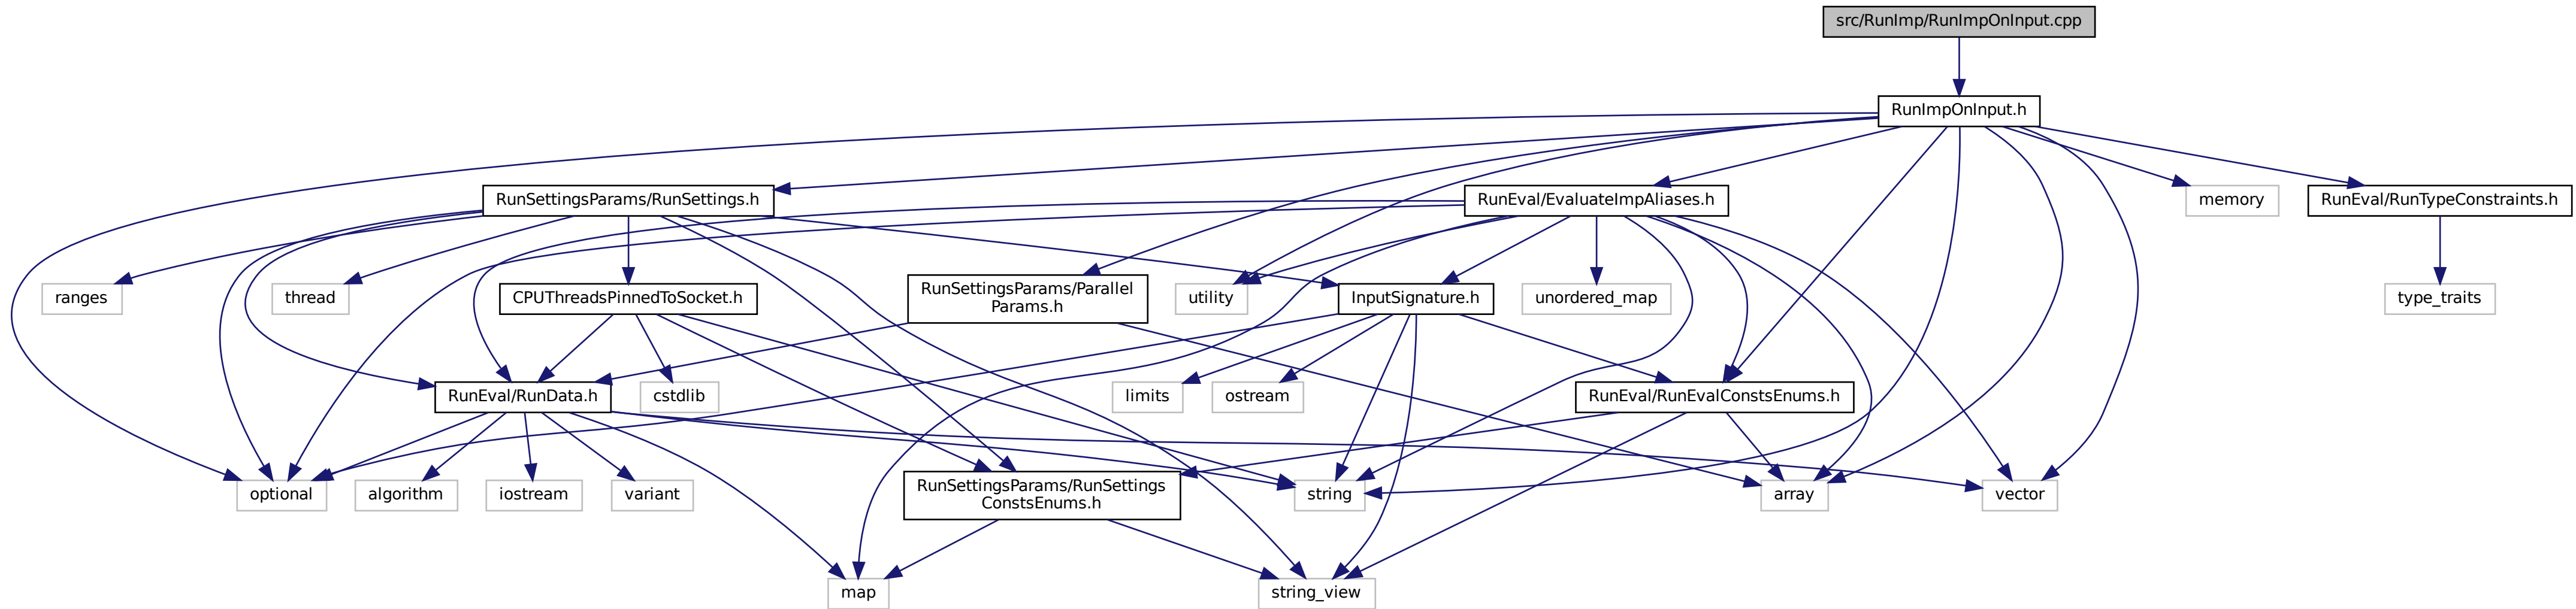 src/RunImp/RunImpOnInput.cpp
RunImpOnInput.h
RunSettingsParams/RunSettings.h
RunEval/EvaluateImpAliases.h
memory
RunEval/RunTypeConstraints.h
ranges
thread
CPUThreadsPinnedToSocket.h
RunSettingsParams/Parallel
Params.h
utility
InputSignature.h
unordered_map
type_traits
RunEval/RunData.h
cstdlib
limits
ostream
RunEval/RunEvalConstsEnums.h
optional
algorithm
iostream
variant
RunSettingsParams/RunSettings
ConstsEnums.h
string
array
vector
map
string_view